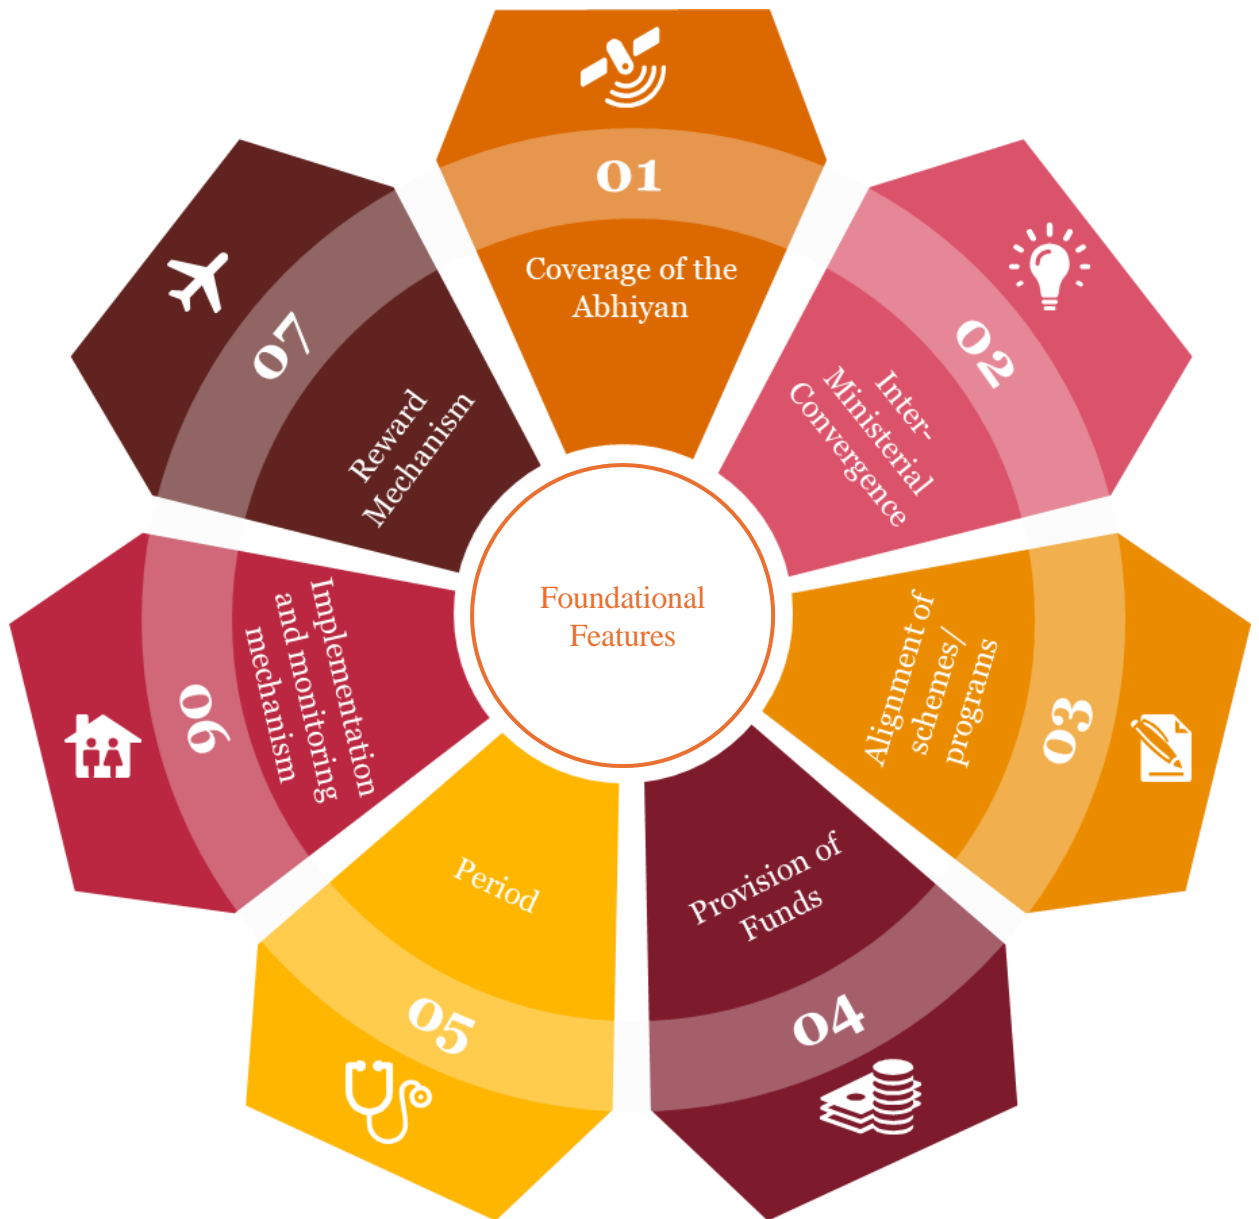 01
Coverage of the
Abhiyan
02
Inter-
Ministerial
Convergence
03
Alignment of
schemes/
programs
04
Provision of
Funds
05
Period
06
Implementation
and monitoring
mechanism
07
Reward
Mechanism
Foundational
Features